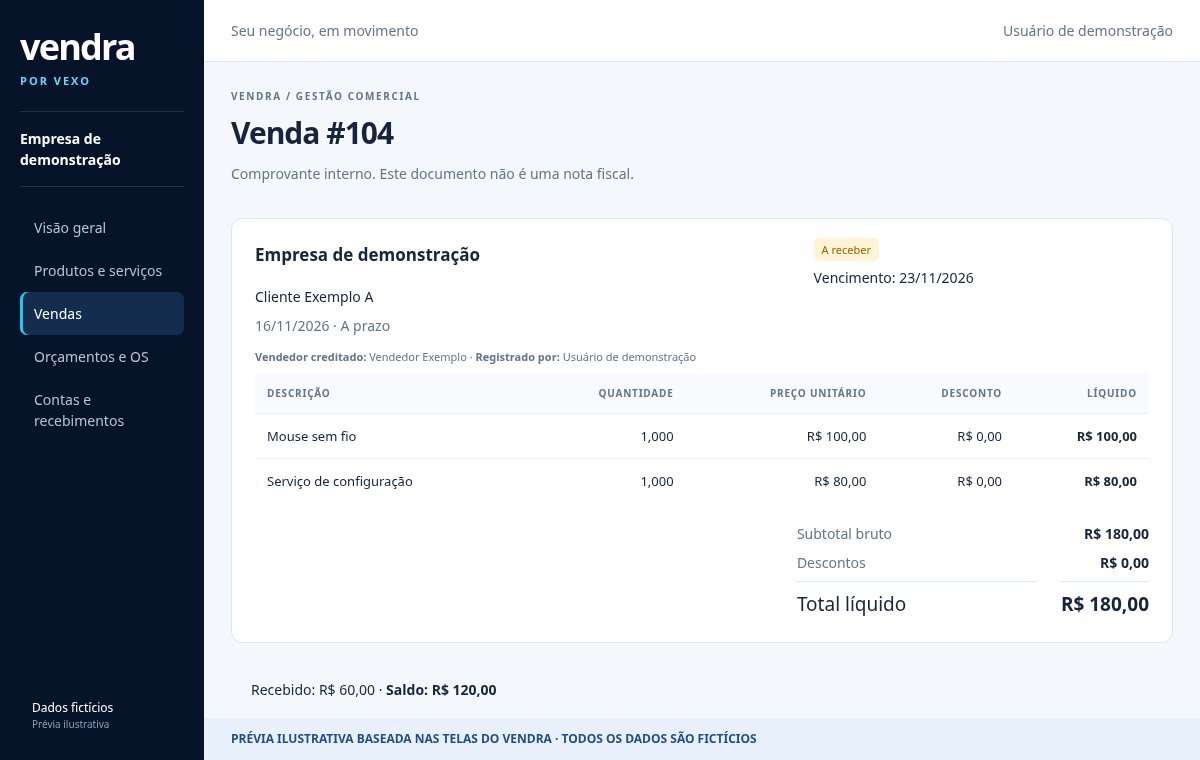 vendra
POR VEXO
Empresa de
demonstração
Visão geral
Produtos e serviços
Vendas
Orçamentos e OS
Contas e
recebimentos
Dados fictícios
Prévia ilustrativa
Seu negócio, em movimento
Usuário de demonstração
VENDRA / GESTÃO COMERCIAL
Venda #104
Comprovante interno. Este documento não é uma nota fiscal.
Empresa de demonstração
A receber
Vencimento: 23/11/2026
Cliente Exemplo A
16/11/2026 · A prazo
Vendedor creditado: Vendedor Exemplo · Registrado por: Usuário de demonstração
DESCRIÇÃO QUANTIDADE PREÇO UNITÁRIO DESCONTO LÍQUIDO
Mouse sem fio 1,000 R$ 100,00 R$ 0,00 R$ 100,00
Serviço de configuração 1,000 R$ 80,00 R$ 0,00 R$ 80,00
Subtotal bruto R$ 180,00
Descontos R$ 0,00
Total líquido R$ 180,00
Recebido: R$ 60,00 · Saldo: R$ 120,00
PRÉVIA ILUSTRATIVA BASEADA NAS TELAS DO VENDRA · TODOS OS DADOS SÃO FICTÍCIOS